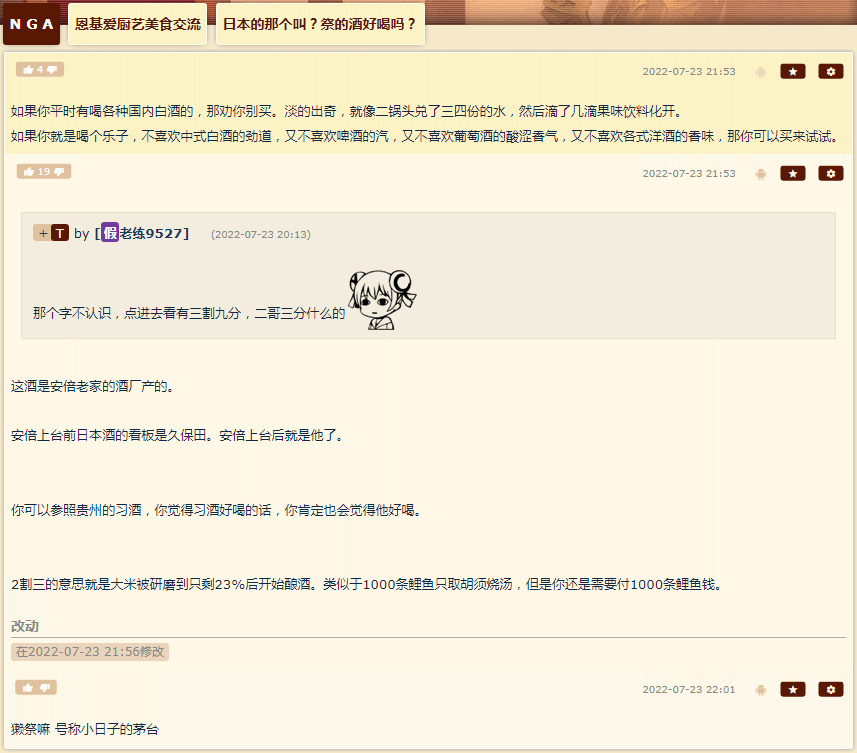 NGA 恩基爱厨艺美食交流 日本的那个叫？祭的酒好喝吗？
4 2022-07-23 21:53
如果你平时有喝各种国内白酒的，那劝你别买。淡的出奇，就像二锅头兑了三四份的水，然后滴了几滴果味饮料化开。
如果你就是喝个乐子，不喜欢中式白酒的劲道，又不喜欢啤酒的汽，又不喜欢葡萄酒的酸涩香气，又不喜欢各式洋酒的香味，那你可以买来试试。
19 2022-07-23 21:53
+ T by [假老练9527] (2022-07-23 20:13)
那个字不认识，点进去看有三割九分，二哥三分什么的
这酒是安倍老家的酒厂产的。
安倍上台前日本酒的看板是久保田。安倍上台后就是他了。
你可以参照贵州的习酒，你觉得习酒好喝的话，你肯定也会觉得他好喝。
2割三的意思就是大米被研磨到只剩23%后开始酿酒。类似于1000条鲤鱼只取胡须烧汤，但是你还是需要付1000条鲤鱼钱。
改动
在2022-07-23 21:56修改
2022-07-23 22:01
獭祭嘛 号称小日子的茅台